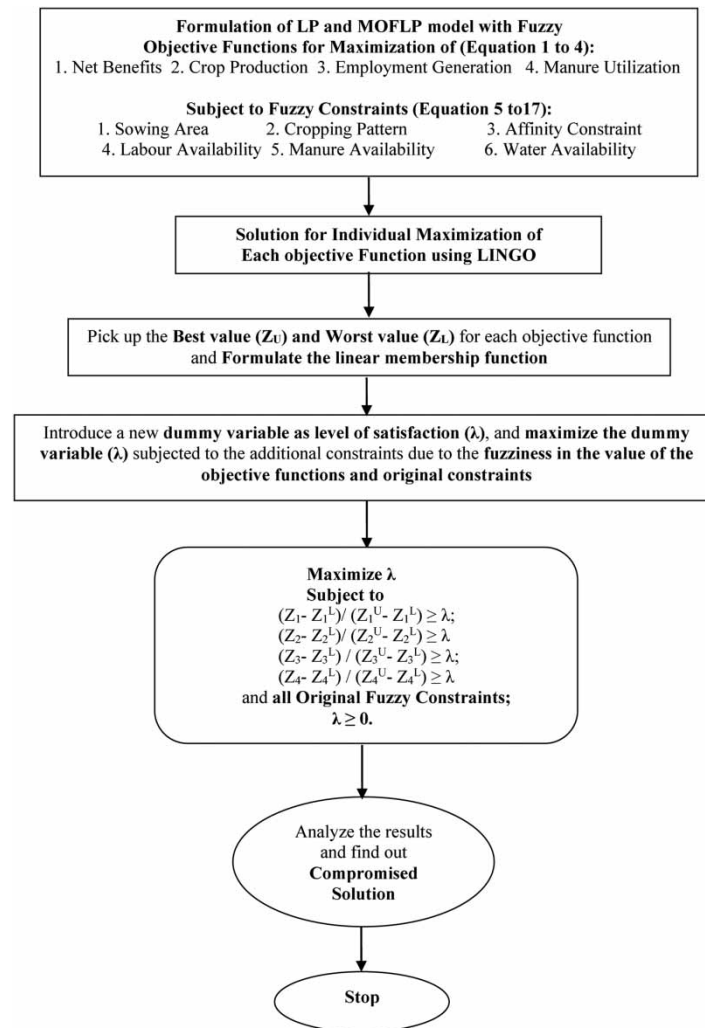 Formulation of LP and MOFLP model with Fuzzy
Objective Functions for Maximization of (Equation 1 to 4):
1. Net Benefits 2. Crop Production 3. Employment Generation 4. Manure Utilization
Subject to Fuzzy Constraints (Equation 5 to17):
1. Sowing Area 2. Cropping Pattern 3. Affinity Constraint
4. Labour Availability 5. Manure Availability 6. Water Availability
Solution for Individual Maximization of
Each objective Function using LINGO
Pick up the Best value (Z_U) and Worst value (Z_L) for each objective function
and Formulate the linear membership function
Introduce a new dummy variable as level of satisfaction (λ), and maximize the dummy
variable (λ) subjected to the additional constraints due to the fuzziness in the value of the
objective functions and original constraints
Maximize λ
Subject to
(Z₁- Z₁ᴸ)/ (Z₁ᵁ- Z₁ᴸ) ≥ λ;
(Z₂- Z₂ᴸ)/ (Z₂ᵁ- Z₂ᴸ) ≥ λ
(Z₃- Z₃ᴸ) / (Z₃ᵁ- Z₃ᴸ) ≥ λ;
(Z₄- Z₄ᴸ) / (Z₄ᵁ- Z₄ᴸ) ≥ λ
and all Original Fuzzy Constraints;
λ ≥ 0.
Analyze the results
and find out
Compromised
Solution
Stop